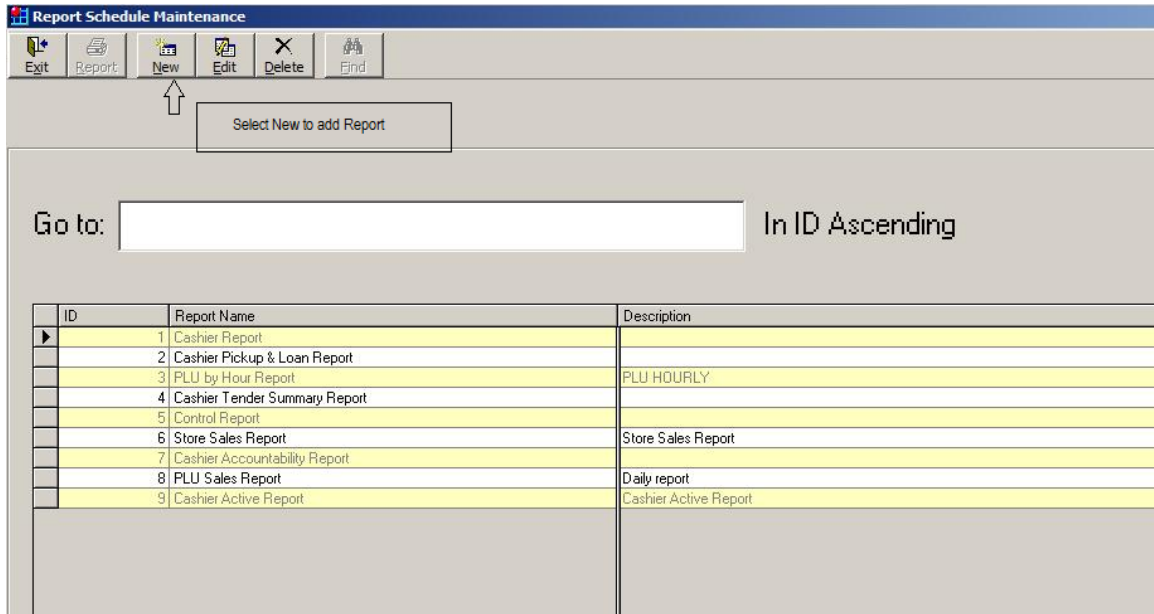 Report Schedule Maintenance
Exit Report New Edit Delete Find
Select New to add Report
Go to: In ID Ascending
ID Report Name Description
1 Cashier Report
2 Cashier Pickup & Loan Report
3 PLU by Hour Report PLU HOURLY
4 Cashier Tender Summary Report
5 Control Report
6 Store Sales Report Store Sales Report
7 Cashier Accountability Report
8 PLU Sales Report Daily report
9 Cashier Active Report Cashier Active Report